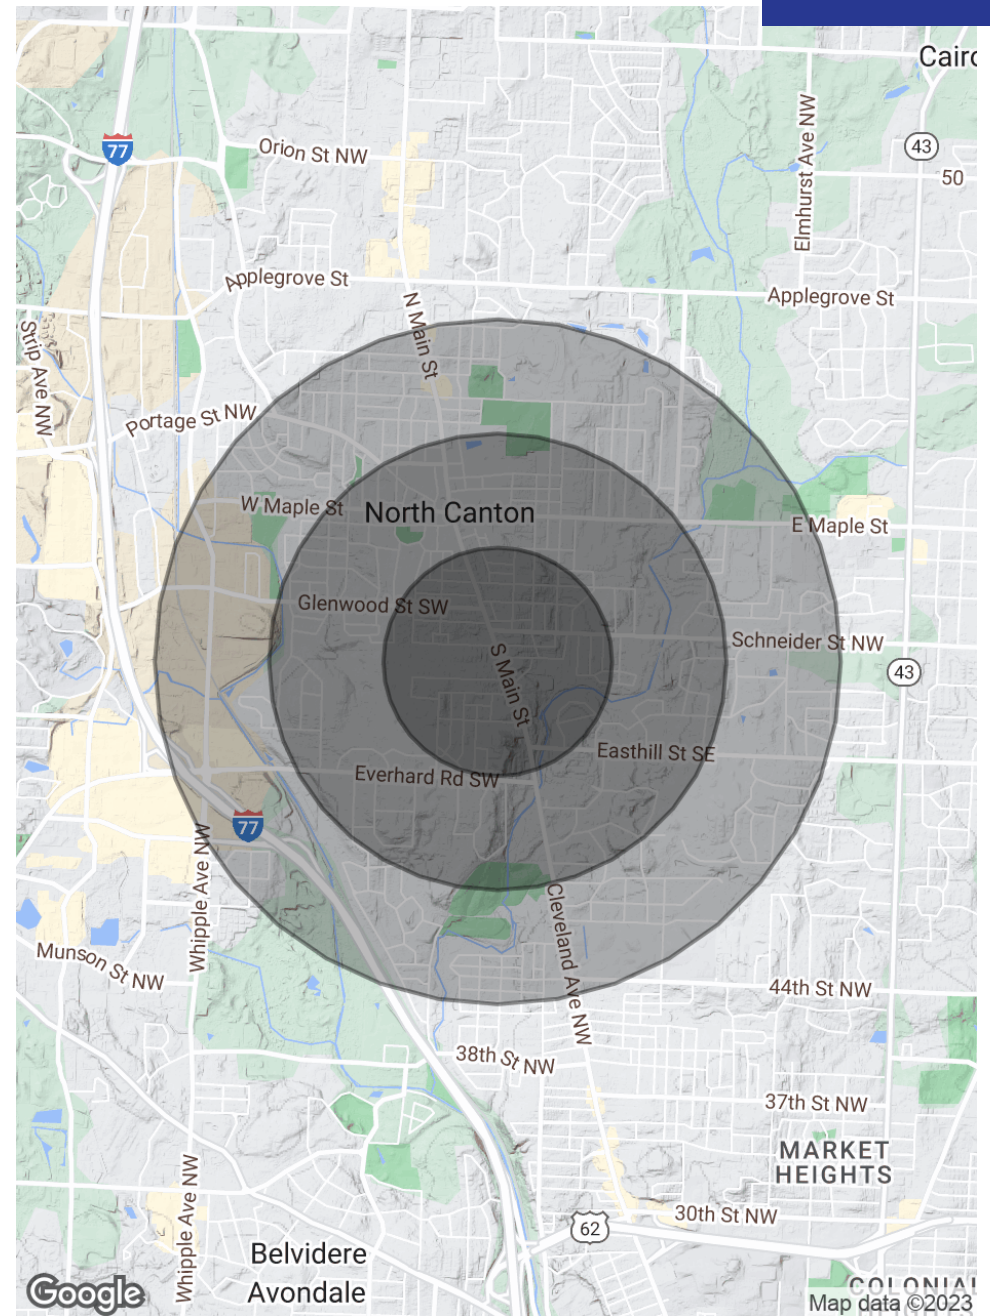 Cairo
77
Orion St NW
43
50
Elmhurst Ave NW
Applegrove St
Applegrove St
N Main St
Strip Ave NW
Portage St NW
W Maple St
North Canton
E Maple St
Glenwood St SW
Schneider St NW
43
S Main St
Easthill St SE
Everhard Rd SW
77
Whipple Ave NW
Cleveland Ave NW
Munson St NW
44th St NW
38th St NW
37th St NW
MARKET
HEIGHTS
Whipple Ave NW
62
30th St NW
Belvidere
Avondale
COLONIAL
Google
Map data ©2023